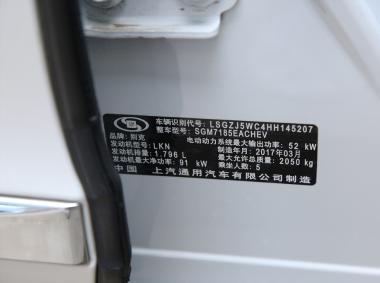 车辆识别代号: LSGZJ5WC4HH145207
整车型号: SGM7185EACHEV
品牌: 别克 电动动力系统最大输出功率: 52 kW
发动机型号: LKN 制造年月: 2017年03月
发动机排量: 1.796 L 最大允许总质量: 2050 kg
发动机最大净功率: 91 kW 乘坐人数: 5
中国 上汽通用汽车有限公司制造